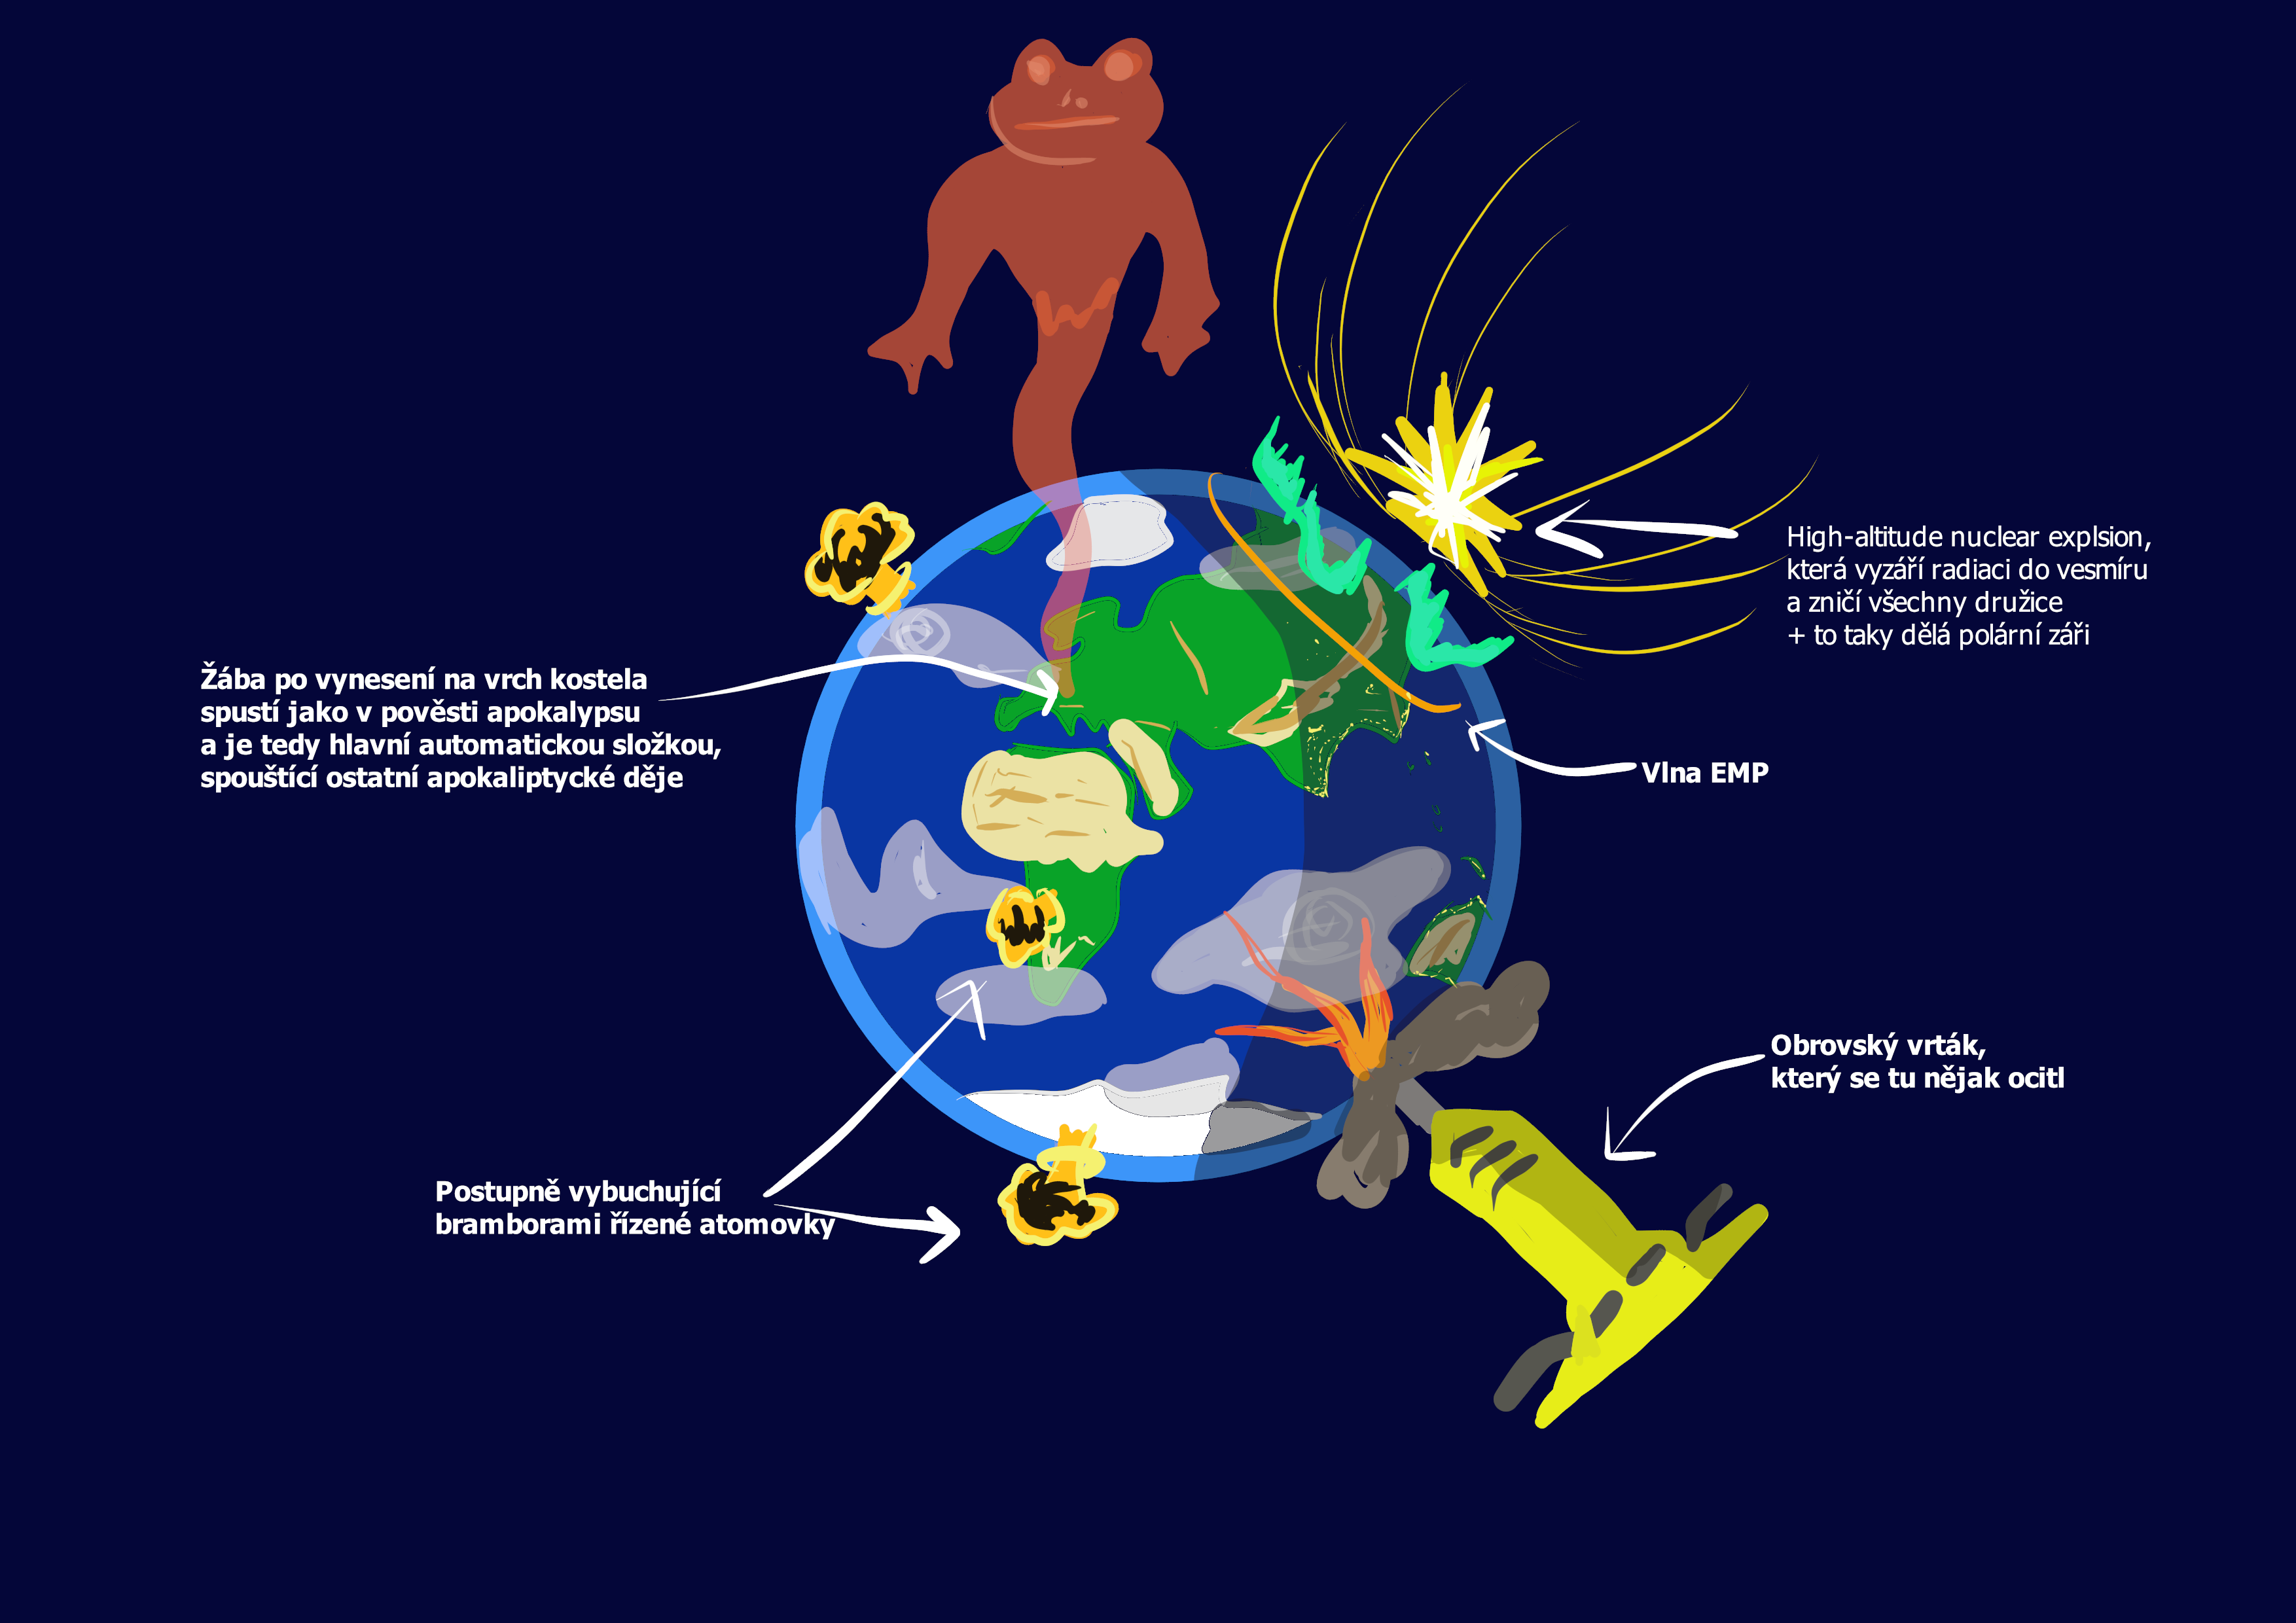 High-altitude nuclear explsion,
která vyzáří radiaci do vesmíru
a zničí všechny družice
+ to taky dělá polární záři
Žába po vynesení na vrch kostela
spustí jako v pověsti apokalypsu
a je tedy hlavní automatickou složkou,
spouštící ostatní apokaliptycké děje
Vlna EMP
Obrovský vrták,
který se tu nějak ocitl
Postupně vybuchující
bramborami řízené atomovky